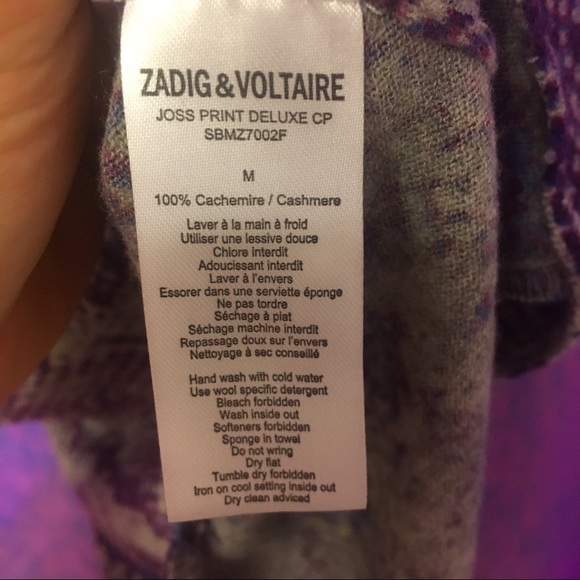 ZADIG & VOLTAIRE
JOSS PRINT DELUXE CP
SBMZ7002F
M
100% Cachemire / Cashmere
Laver à la main à froid
Utiliser une lessive douce
Chlore interdit
Adoucissant interdit
Laver à l'envers
Essorer dans une serviette éponge
Ne pas tordre
Séchage à plat
Séchage machine interdit
Repassage doux sur l'envers
Nettoyage à sec conseillé
Hand wash with cold water
Use wool specific detergent
Bleach forbidden
Wash inside out
Softeners forbidden
Sponge in towel
Do not wring
Dry flat
Tumble dry forbidden
Iron on cool setting inside out
Dry clean adviced